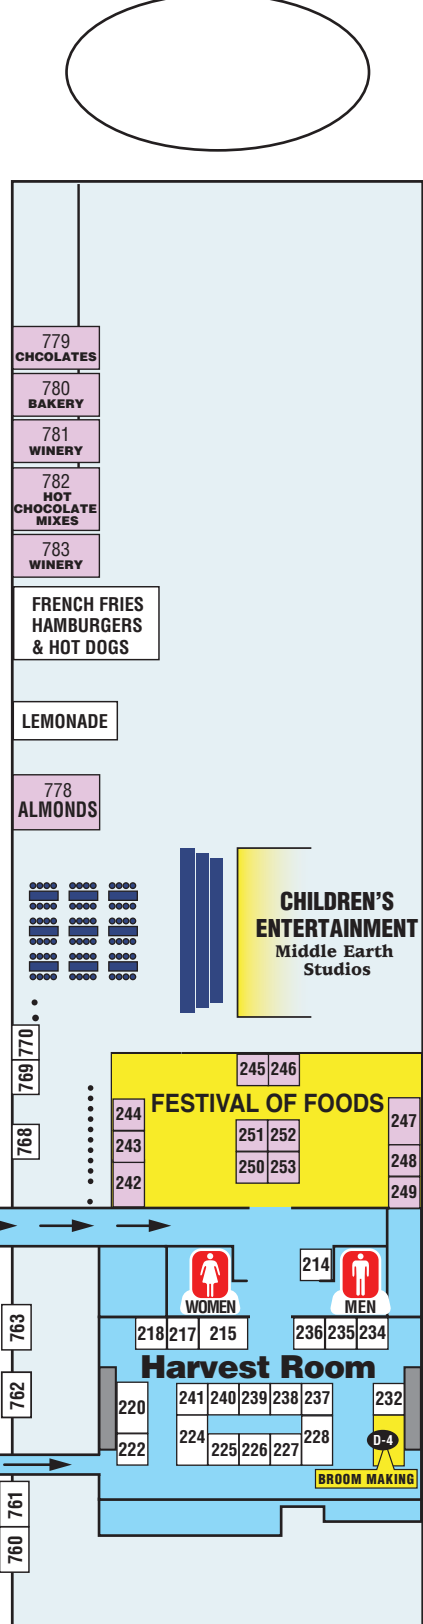 779
CHCOLATES
780
BAKERY
781
WINERY
782
HOT
CHOCOLATE
MIXES
783
WINERY
FRENCH FRIES
HAMBURGERS
& HOT DOGS
LEMONADE
778
ALMONDS
CHILDREN'S
ENTERTAINMENT
Middle Earth
Studios
770
769
768
245 246
FESTIVAL OF FOODS
244
243
242
251 252
250 253
247
248
249
214
WOMEN
MEN
763
218 217 215
236 235 234
Harvest Room
762
220
222
241 240 239 238 237
224
225 226 227
228
232
D-4
BROOM MAKING
761
760